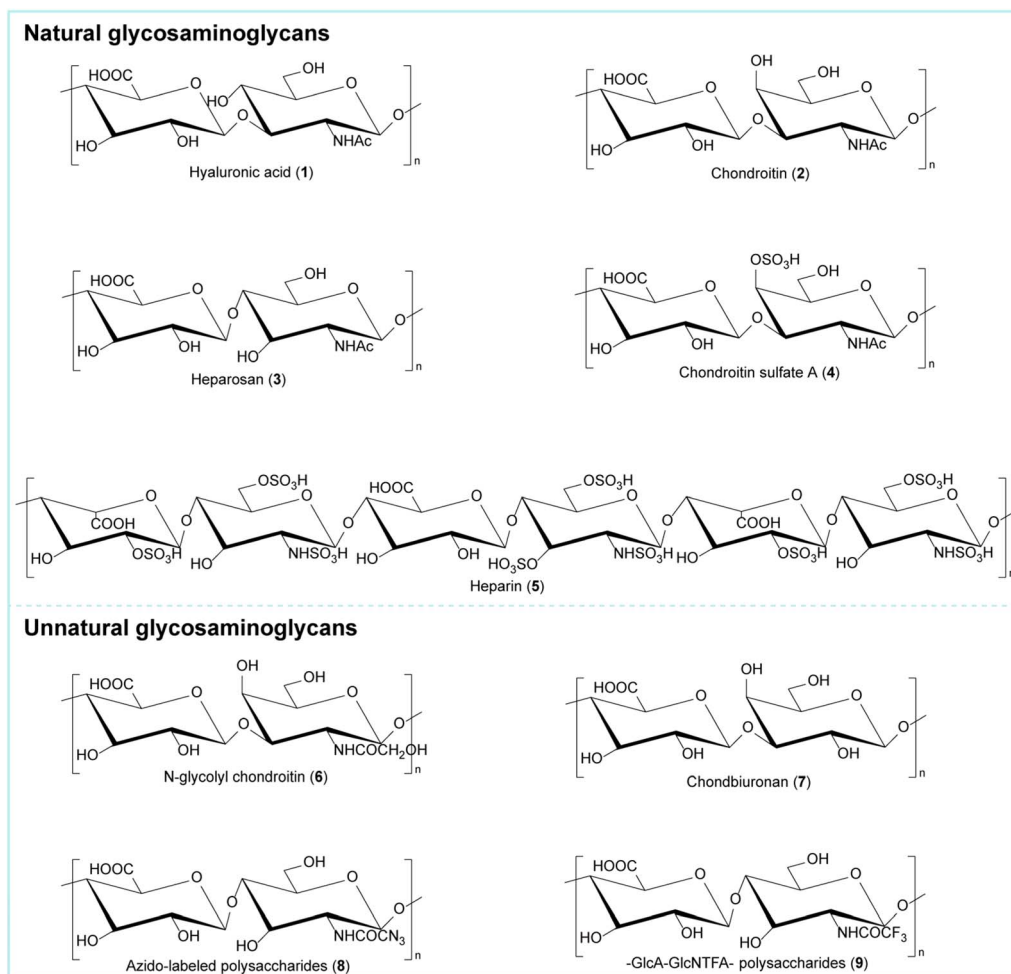 Natural glycosaminoglycans
HOOC O HO OH O HO OH O NHAc O n
Hyaluronic acid (1)
HOOC O HO OH O OH OH O NHAc O n
Chondroitin (2)
HOOC O HO OH O OH O HO NHAc O n
Heparosan (3)
HOOC O HO OH O OSO3H OH O NHAc O n
Chondroitin sulfate A (4)
O COOH HO OSO3H O OSO3H O HO NHSO3H O HOOC O HO OH O OSO3H O HO3SO NHSO3H O O COOH HO OSO3H O OSO3H O HO NHSO3H O n
Heparin (5)
Unnatural glycosaminoglycans
HOOC O HO OH O OH OH O NHCOCH2OH O n
N-glycolyl chondroitin (6)
HOOC O HO OH O OH OH O OH O n
Chondbiuronan (7)
HOOC O HO OH O OH O HO NHCOCN3 O n
Azido-labeled polysaccharides (8)
HOOC O HO OH O OH O HO NHCOCF3 O n
-GlcA-GlcNTFA- polysaccharides (9)